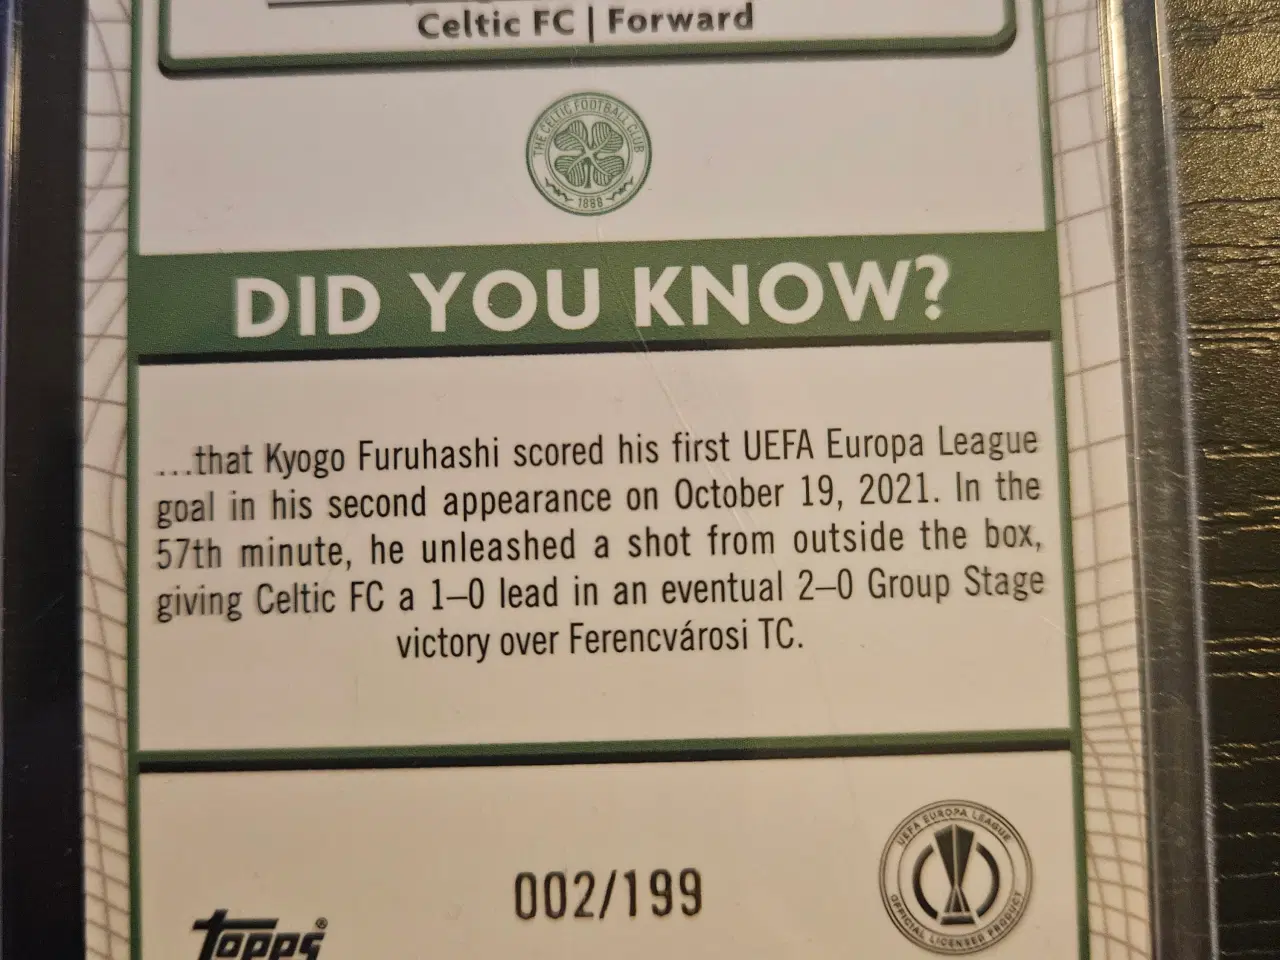 Celtic FC | Forward
THE CELTIC FOOTBALL CLUB
1888
DID YOU KNOW?
...that Kyogo Furuhashi scored his first UEFA Europa League
goal in his second appearance on October 19, 2021. In the
57th minute, he unleashed a shot from outside the box,
giving Celtic FC a 1–0 lead in an eventual 2–0 Group Stage
victory over Ferencvárosi TC.
002/199
UEFA EUROPA LEAGUE
OFFICIAL LICENSED PRODUCT
topps®